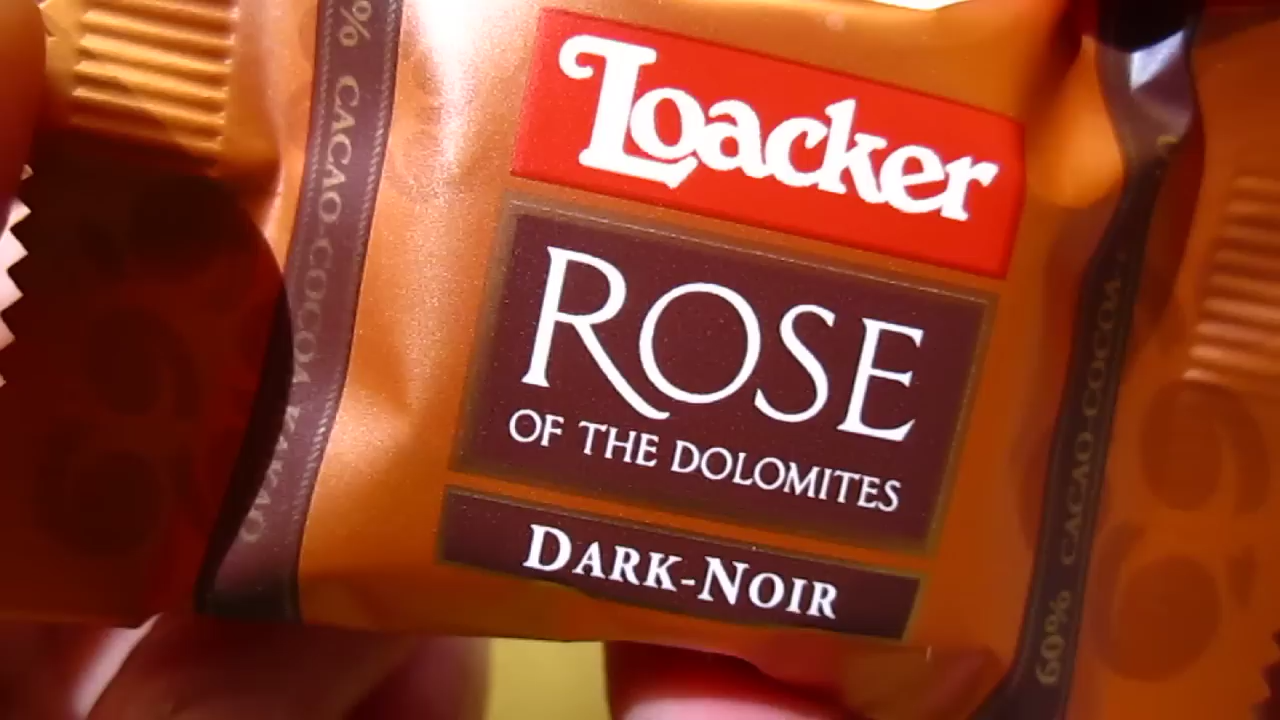 Loacker
ROSE
OF THE DOLOMITES
DARK-NOIR
% CACAO-COCOA KAKAO
60% CACAO-COCOA